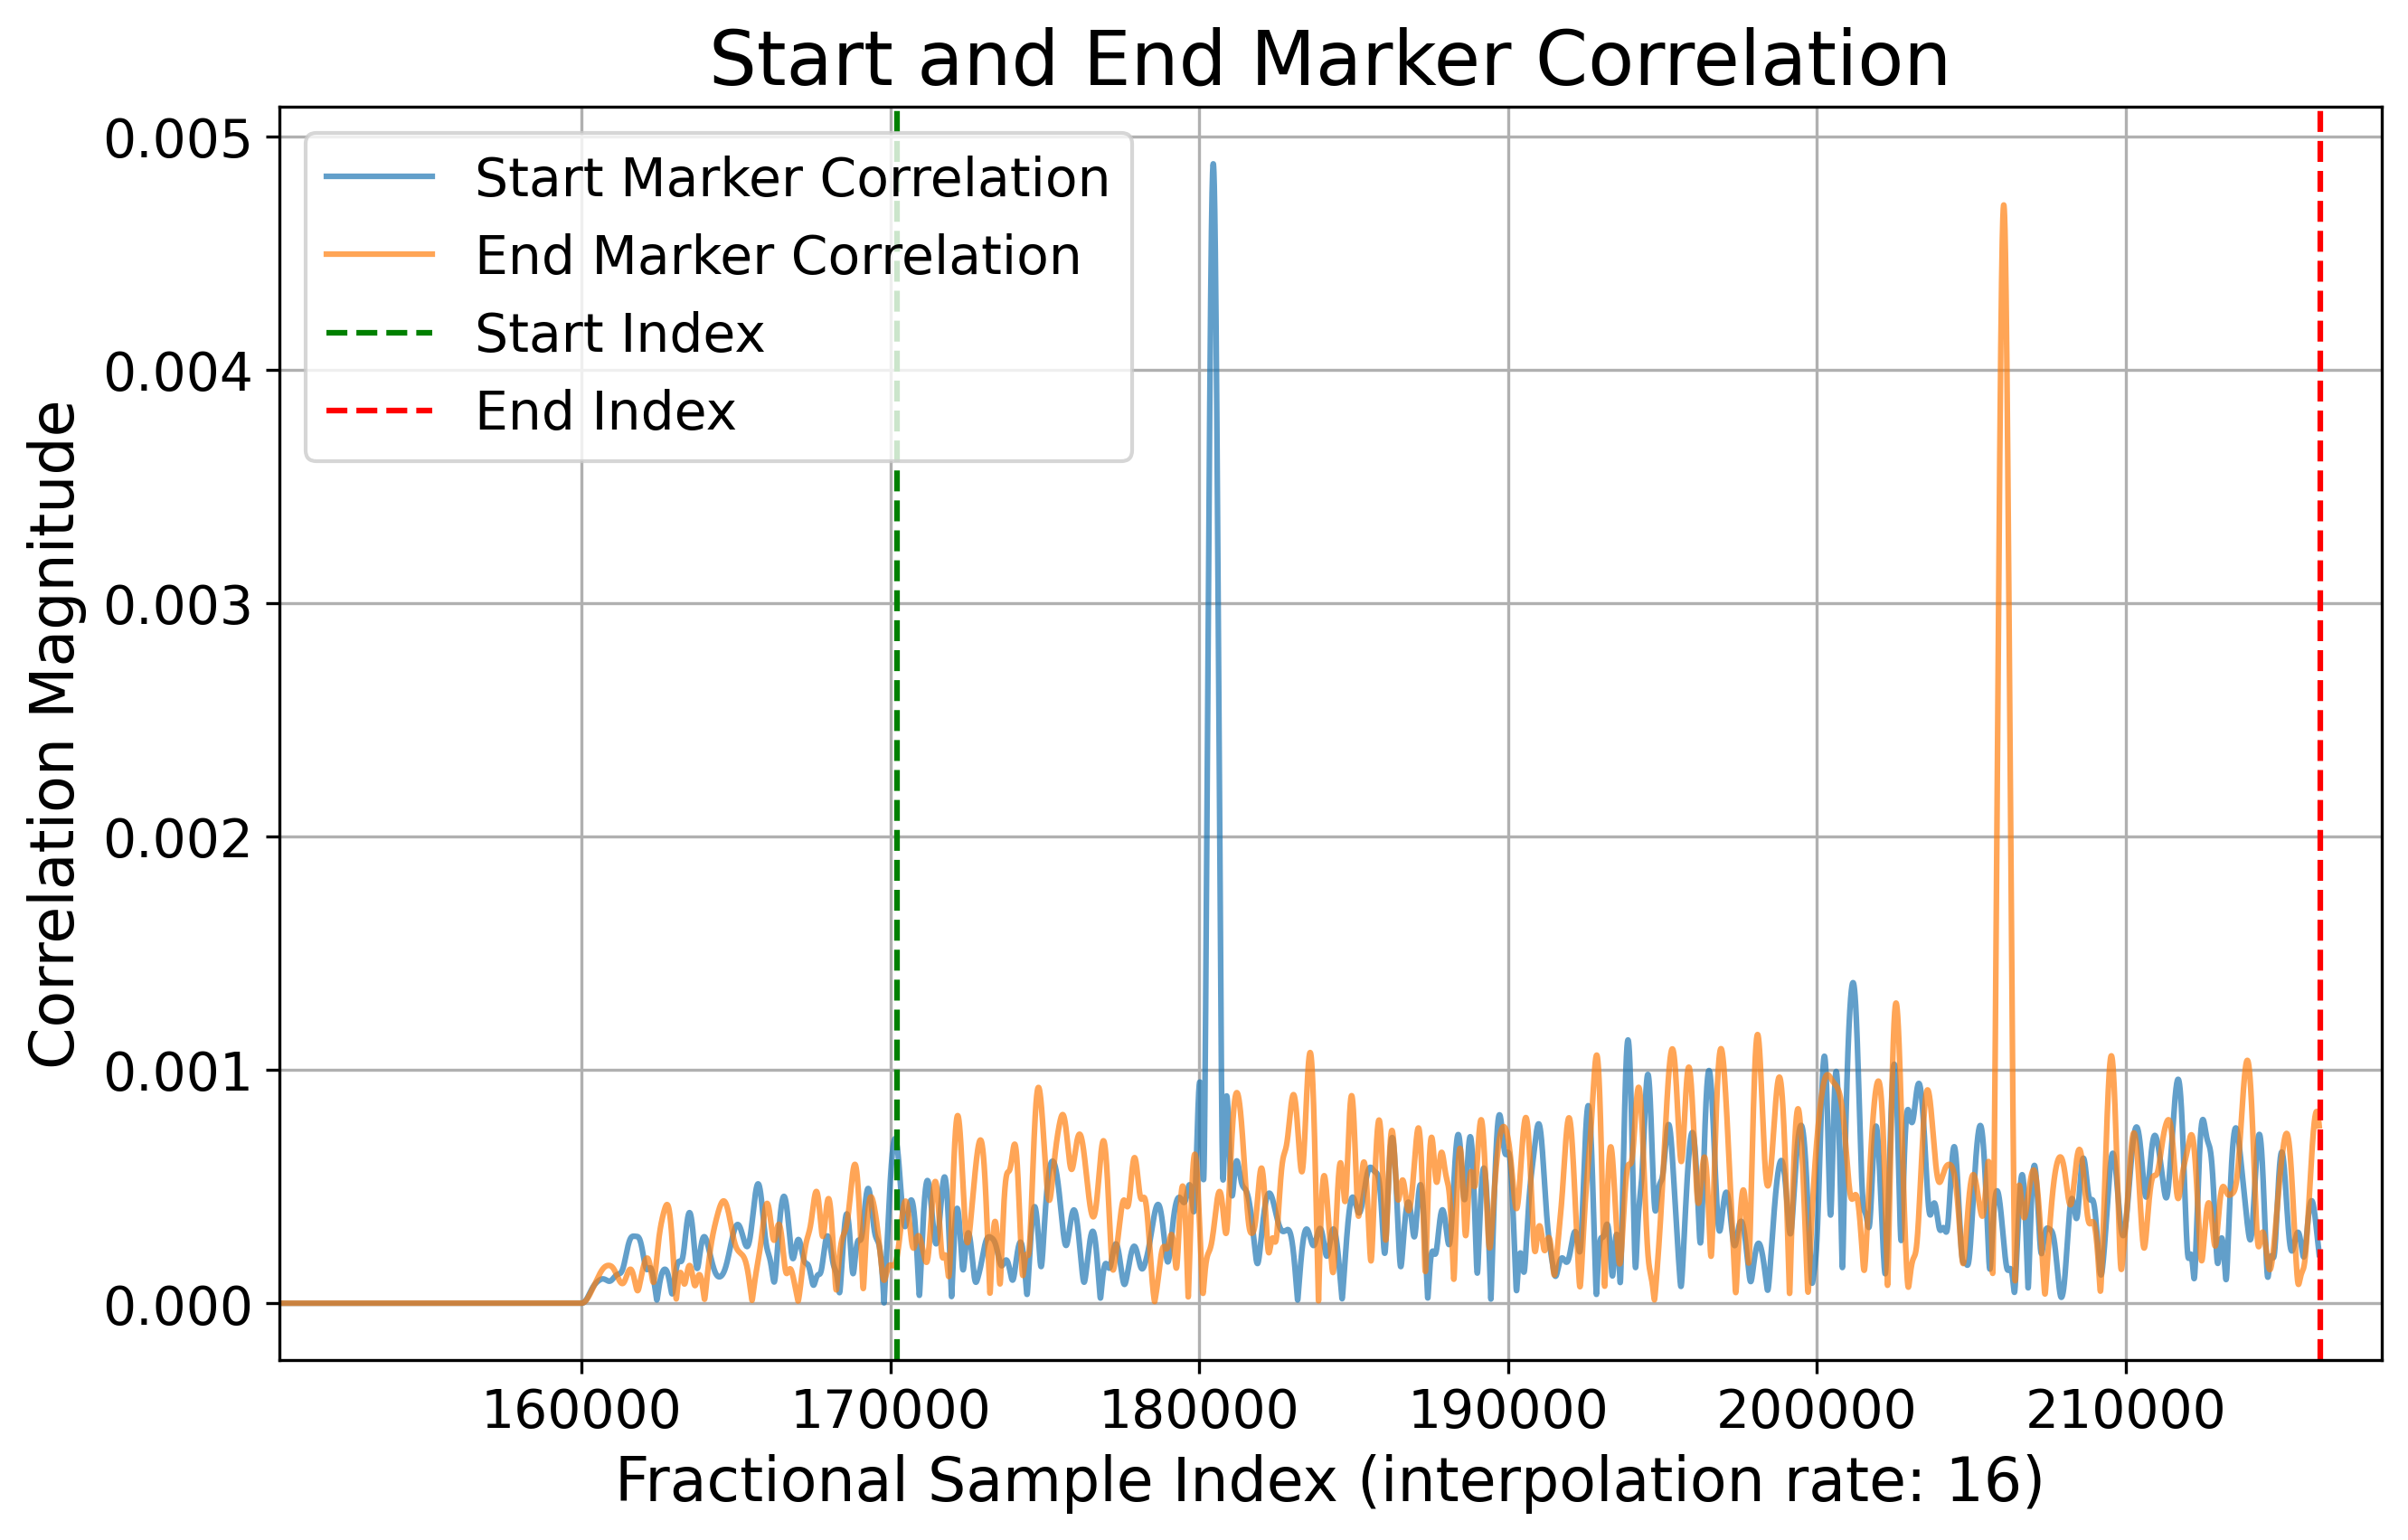 Start and End Marker Correlation
0.005
0.004
0.003
0.002
0.001
0.000
Correlation Magnitude
Start Marker Correlation
End Marker Correlation
Start Index
End Index
160000 170000 180000 190000 200000 210000
Fractional Sample Index (interpolation rate: 16)